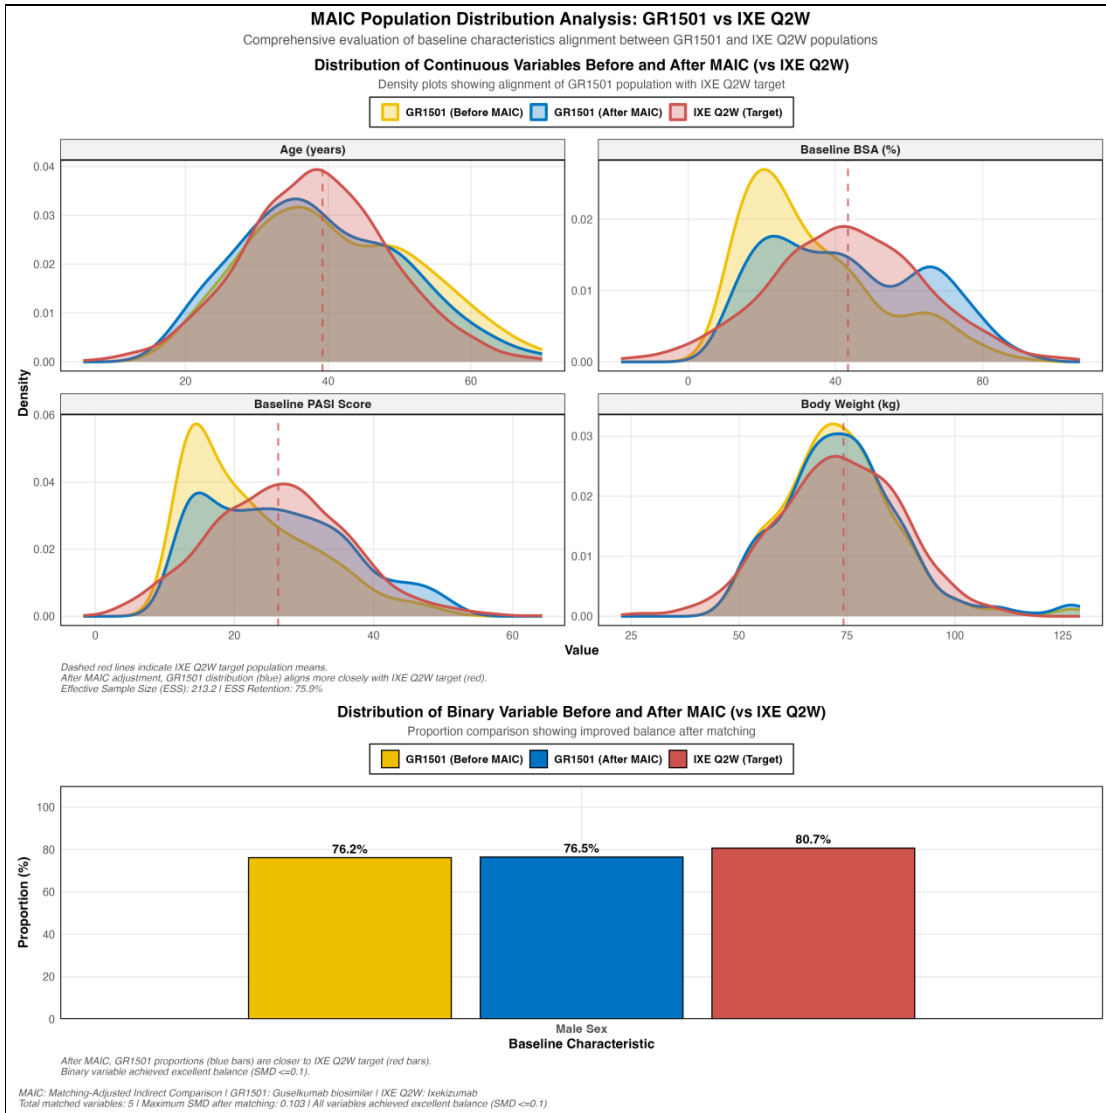 MAIC Population Distribution Analysis: GR1501 vs IXE Q2W
Comprehensive evaluation of baseline characteristics alignment between GR1501 and IXE Q2W populations
Distribution of Continuous Variables Before and After MAIC (vs IXE Q2W)
Density plots showing alignment of GR1501 population with IXE Q2W target
GR1501 (Before MAIC) GR1501 (After MAIC) IXE Q2W (Target)
Age (years) Baseline BSA (%)
0.04
0.03
0.02
0.01
0.00
20 40 60
0.02
0.01
0.00
0 40 80
Density
Baseline PASI Score Body Weight (kg)
0.06
0.04
0.02
0.00
0 20 40 60
0.03
0.02
0.01
0.00
25 50 75 100 125
Value
Dashed red lines indicate IXE Q2W target population means.
After MAIC adjustment, GR1501 distribution (blue) aligns more closely with IXE Q2W target (red).
Effective Sample Size (ESS): 213.2 | ESS Retention: 75.9%
Distribution of Binary Variable Before and After MAIC (vs IXE Q2W)
Proportion comparison showing improved balance after matching
GR1501 (Before MAIC) GR1501 (After MAIC) IXE Q2W (Target)
Proportion (%)
100
80
60
40
20
0
76.2% 76.5% 80.7%
Male Sex
Baseline Characteristic
After MAIC, GR1501 proportions (blue bars) are closer to IXE Q2W target (red bars).
Binary variable achieved excellent balance (SMD <=0.1).
MAIC: Matching-Adjusted Indirect Comparison | GR1501: Guselkumab biosimilar | IXE Q2W: Ixekizumab
Total matched variables: 5 | Maximum SMD after matching: 0.103 | All variables achieved excellent balance (SMD <=0.1)